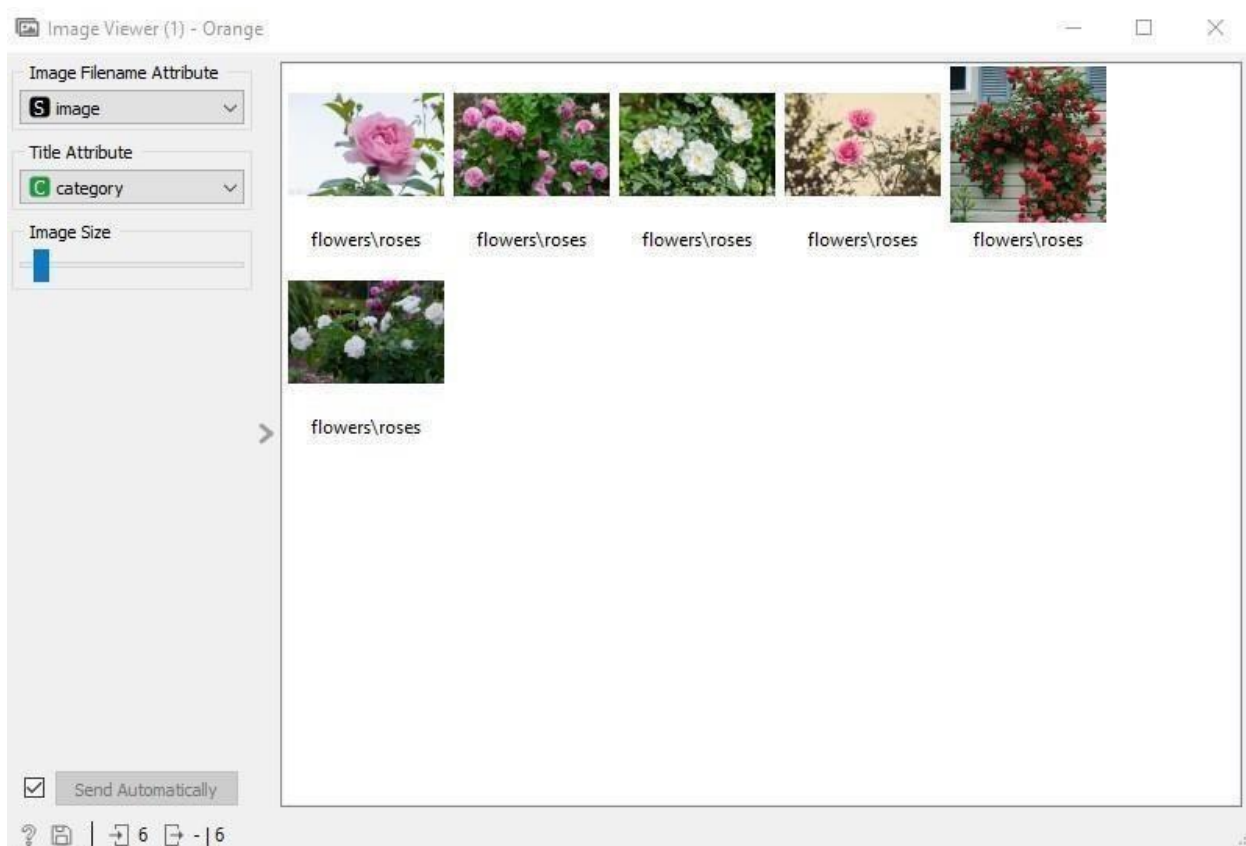 Image Viewer (1) - Orange
Image Filename Attribute
S image
Title Attribute
C category
Image Size
flowers\roses flowers\roses flowers\roses flowers\roses flowers\roses
flowers\roses
Send Automatically
? | 6 - | 6